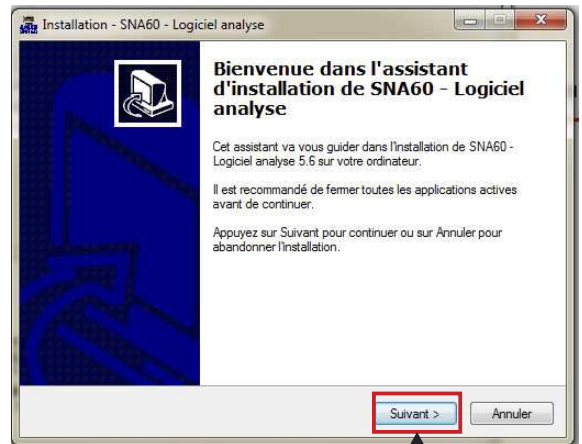 Installation - SNA60 - Logiciel analyse
Bienvenue dans l'assistant
d'installation de SNA60 - Logiciel
analyse
Cet assistant va vous guider dans l'installation de SNA60 -
Logiciel analyse 5.6 sur votre ordinateur.
Il est recommandé de fermer toutes les applications actives
avant de continuer.
Appuyez sur Suivant pour continuer ou sur Annuler pour
abandonner l'installation.
Suivant >
Annuler